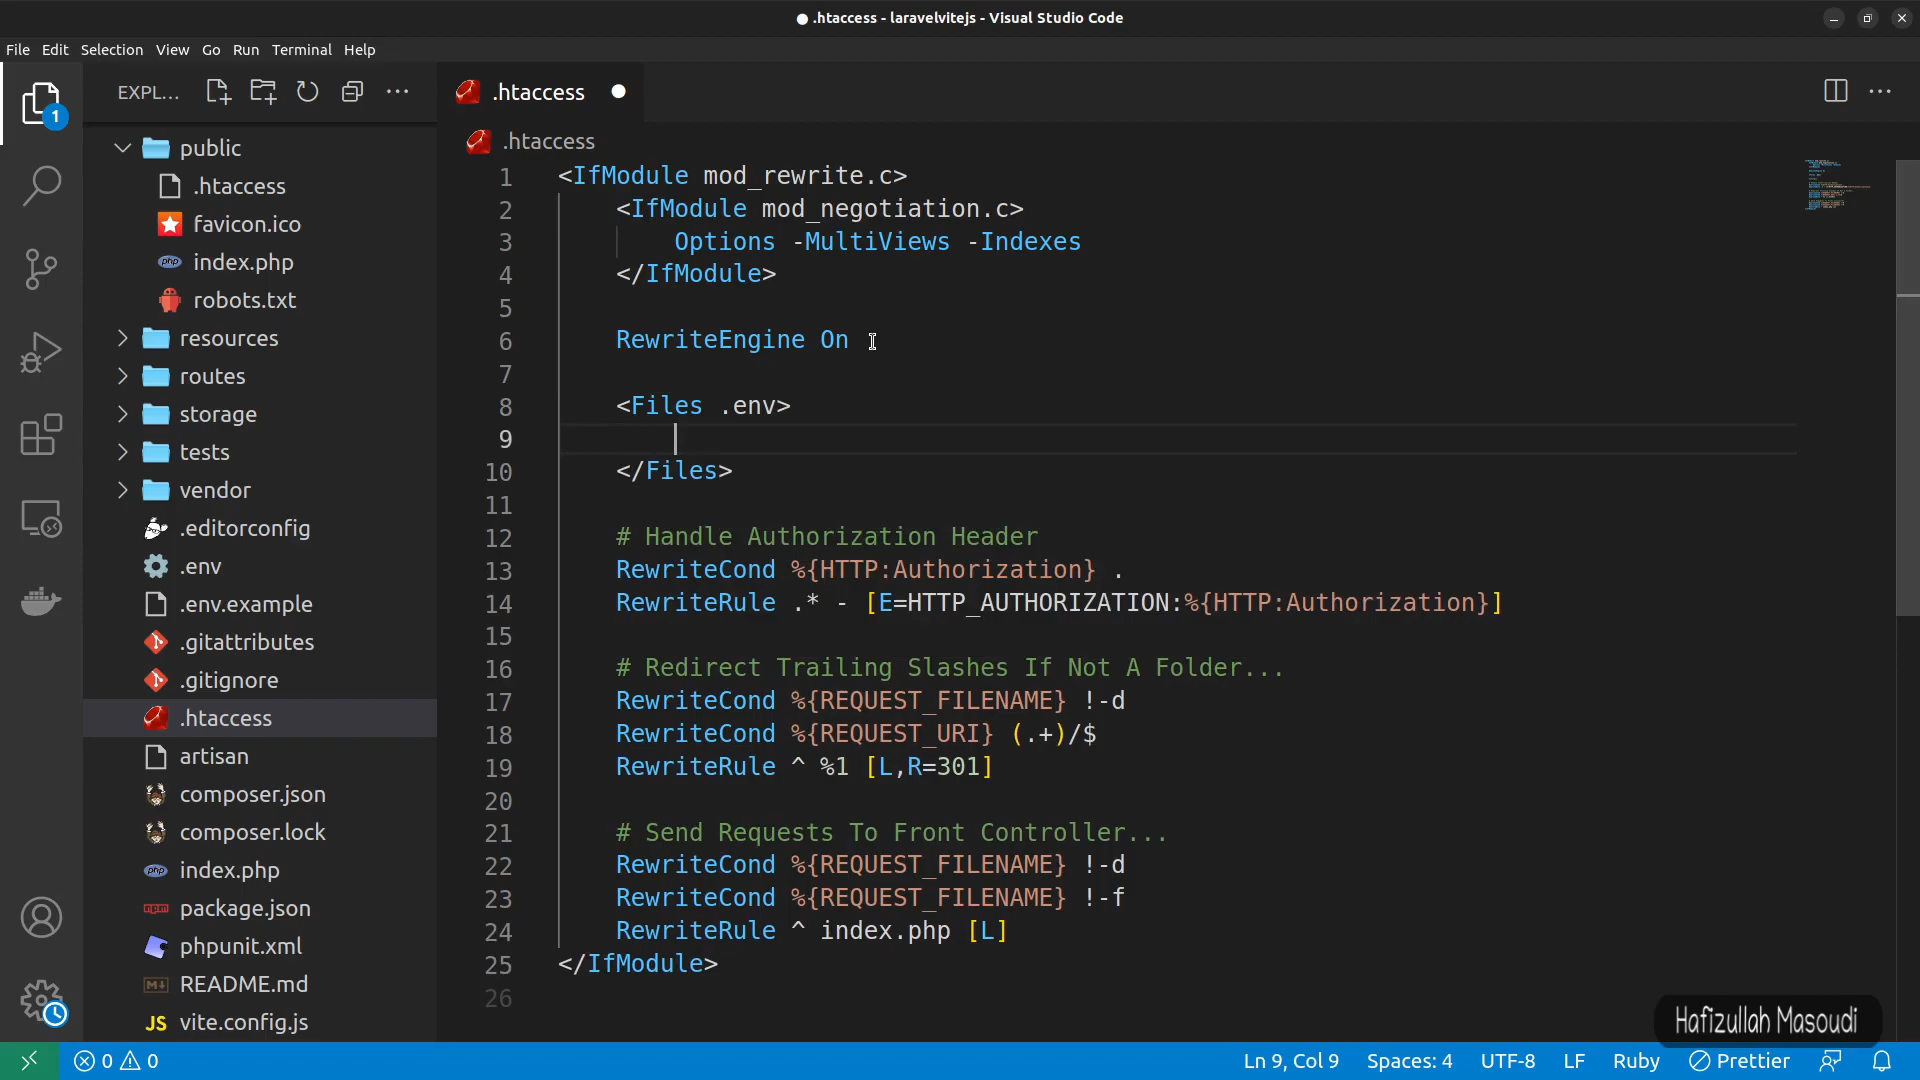 .htaccess - laravelvitejs - Visual Studio Code
File Edit Selection View Go Run Terminal Help
EXPL...
1
public
.htaccess
favicon.ico
php index.php
robots.txt
resources
routes
storage
tests
vendor
.editorconfig
.env
.env.example
.gitattributes
.gitignore
.htaccess
artisan
composer.json
composer.lock
php index.php
package.json
phpunit.xml
README.md
JS vite.config.js
.htaccess
.htaccess
1 <IfModule mod_rewrite.c>
2 <IfModule mod_negotiation.c>
3 Options -MultiViews -Indexes
4 </IfModule>
5
6 RewriteEngine On
7
8 <Files .env>
9
10 </Files>
11
12 # Handle Authorization Header
13 RewriteCond %{HTTP:Authorization} .
14 RewriteRule .* - [E=HTTP_AUTHORIZATION:%{HTTP:Authorization}]
15
16 # Redirect Trailing Slashes If Not A Folder...
17 RewriteCond %{REQUEST_FILENAME} !-d
18 RewriteCond %{REQUEST_URI} (.+)/$
19 RewriteRule ^ %1 [L,R=301]
20
21 # Send Requests To Front Controller...
22 RewriteCond %{REQUEST_FILENAME} !-d
23 RewriteCond %{REQUEST_FILENAME} !-f
24 RewriteRule ^ index.php [L]
25 </IfModule>
26
Hafizullah Masoudi
0 0
Ln 9, Col 9 Spaces: 4 UTF-8 LF Ruby Prettier